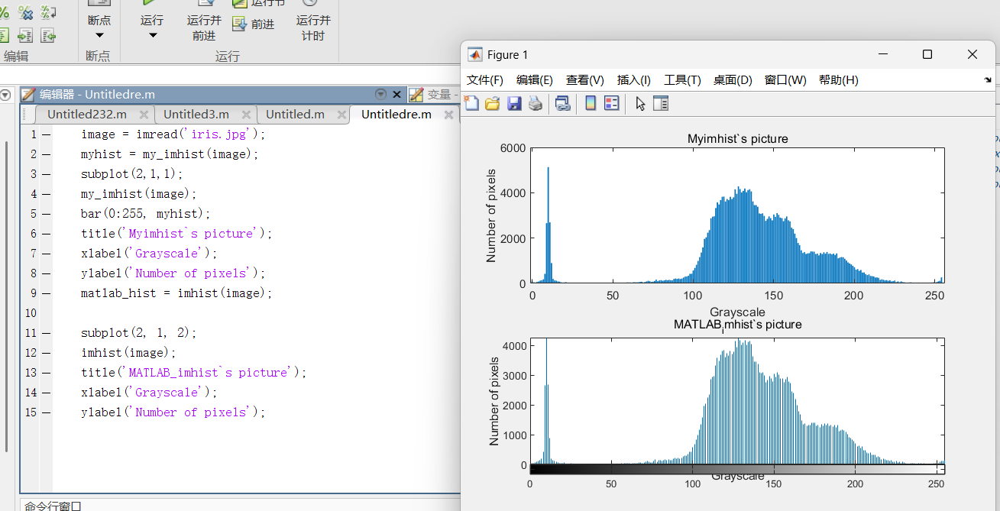 断点
运行
运行并
前进
运行节
前进
运行并
计时
编辑
断点
运行
编辑器 - Untitledre.m
变量 -
Untitled232.m
Untitled3.m
Untitled.m
Untitledre.m
1 image = imread('iris.jpg');
2 myhist = my_imhist(image);
3 subplot(2,1,1);
4 my_imhist(image);
5 bar(0:255, myhist);
6 title('Myimhist`s picture');
7 xlabel('Grayscale');
8 ylabel('Number of pixels');
9 matlab_hist = imhist(image);
10
11 subplot(2, 1, 2);
12 imhist(image);
13 title('MATLAB_imhist`s picture');
14 xlabel('Grayscale');
15 ylabel('Number of pixels');
命令行窗口
Figure 1
文件(F) 编辑(E) 查看(V) 插入(I) 工具(T) 桌面(D) 窗口(W) 帮助(H)
Myimhist`s picture
Number of pixels
6000
4000
2000
0
0 50 100 150 200 250
Grayscale
MATLABimhist`s picture
Number of pixels
4000
3000
2000
1000
0
Grayscale
0 50 100 150 200 250